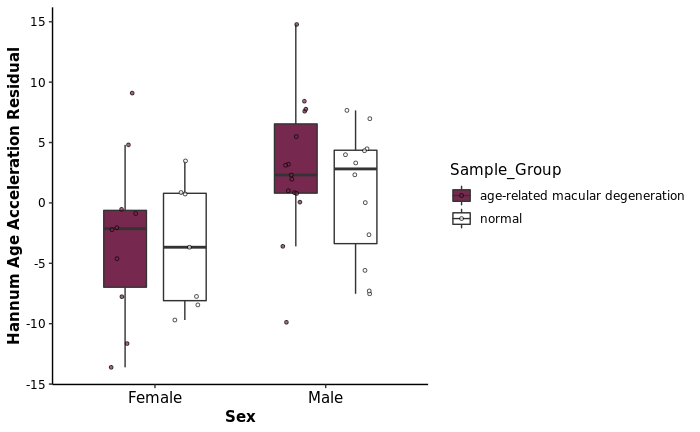 15
10
5
0
-5
-10
-15
Hannum Age Acceleration Residual
Female
Male
Sex
Sample_Group
age-related macular degeneration
normal